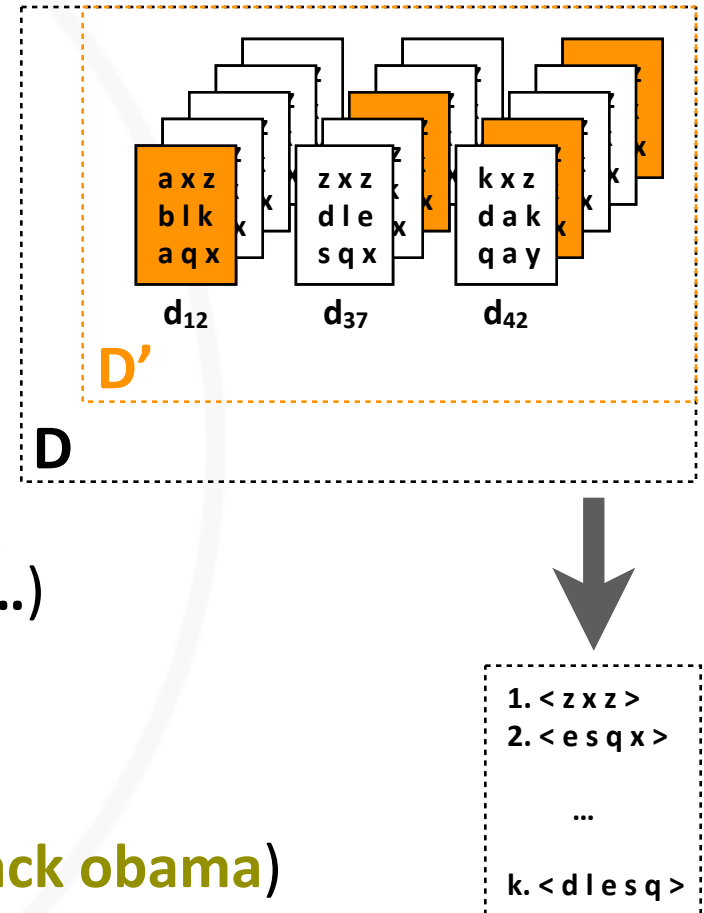 a x z
b l k
a q x
z x z
d l e
s q x
k x z
d a k
q a y
d12
d37
d42
D’
D
..)
1. < z x z >
2. < e s q x >
...
k. < d l e s q >
ack obama)